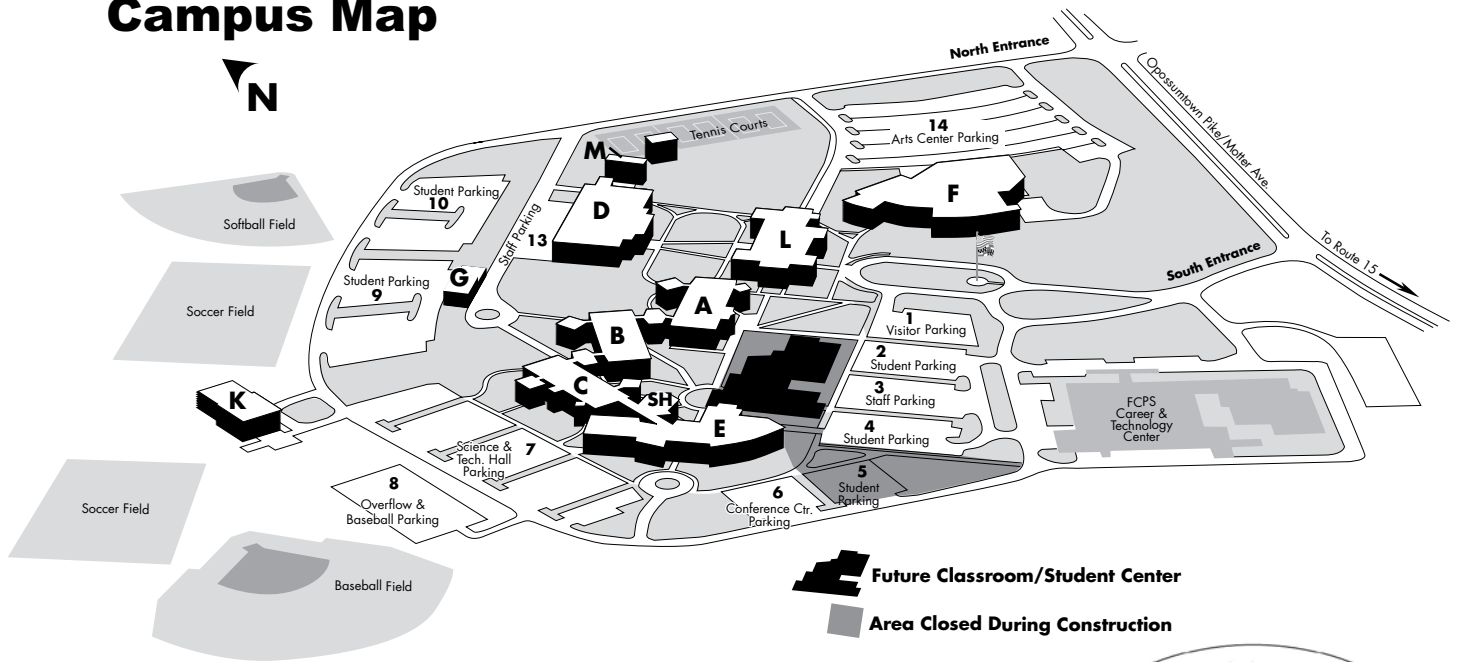 Campus Map
N
North Entrance
Opossumtown Pike/Motter Ave.
14
Arts Center Parking
Tennis Courts
M
Student Parking
10
Softball Field
D
F
Staff Parking
13
L
To Route 15
South Entrance
G
Student Parking
9
Soccer Field
A
1
Visitor Parking
B
2
Student Parking
C
SH
3
Staff Parking
K
E
4
Student Parking
FCPS
Career &
Technology
Center
Science &
Tech. Hall
Parking
7
8
Overflow &
Baseball Parking
5
Student
Parking
6
Conference Ctr.
Parking
Soccer Field
Baseball Field
Future Classroom/Student Center
Area Closed During Construction